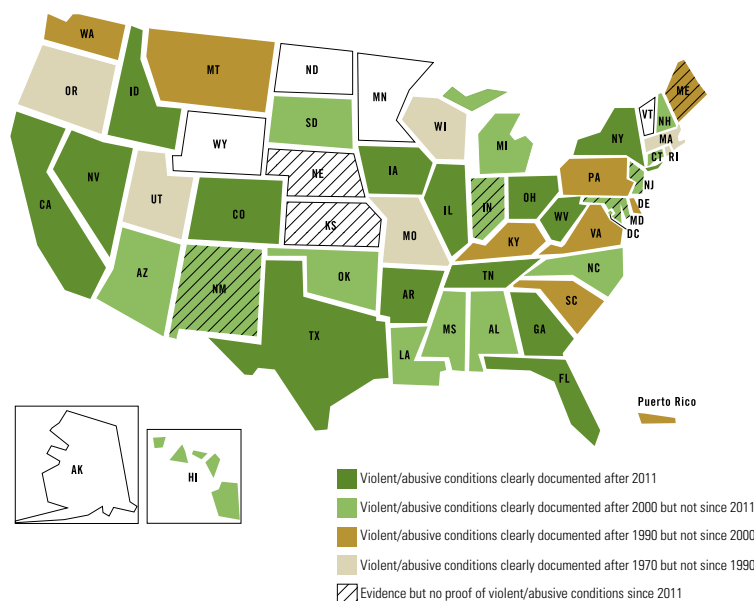 WA
MT
ND
MN
OR
ID
SD
WI
WY
MI
NY
VT
NH
ME
MA
CT
RI
NV
CA
UT
CO
NE
IA
IL
IN
OH
PA
NJ
DE
MD
DC
WV
VA
KS
MO
KY
AZ
NM
OK
AR
TN
NC
SC
TX
LA
MS
AL
GA
FL
Puerto Rico
AK
HI
Violent/abusive conditions clearly documented after 2011
Violent/abusive conditions clearly documented after 2000 but not since 2011
Violent/abusive conditions clearly documented after 1990 but not since 2000
Violent/abusive conditions clearly documented after 1970 but not since 1990
Evidence but no proof of violent/abusive conditions since 2011